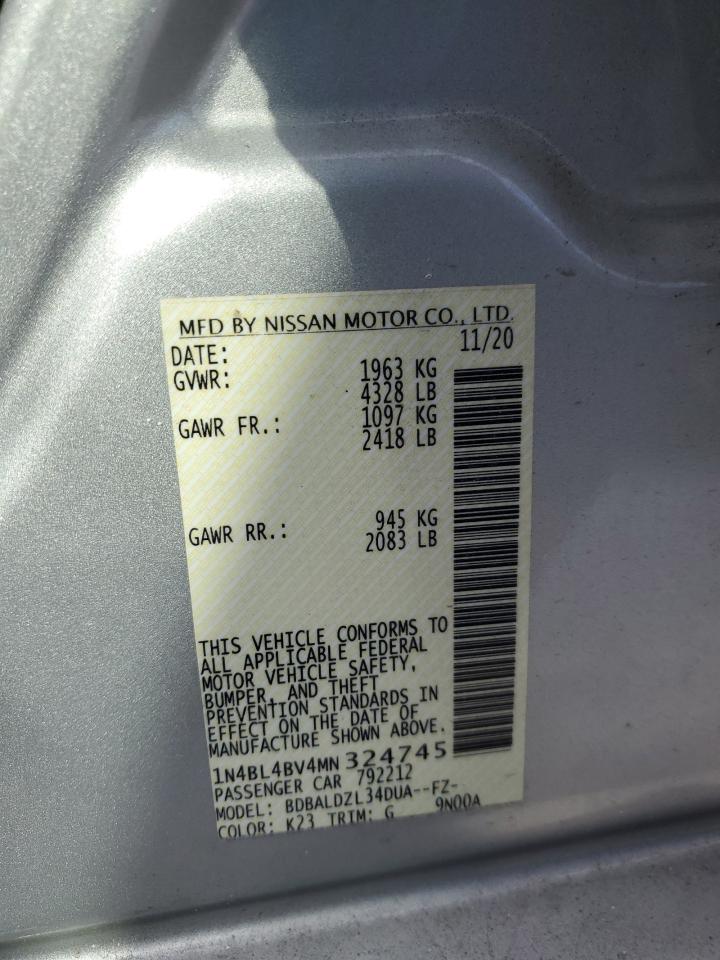 MFD BY NISSAN MOTOR CO., LTD.
DATE: 11/20
GVWR: 1963 KG
4328 LB
GAWR FR.: 1097 KG
2418 LB
GAWR RR.: 945 KG
2083 LB
THIS VEHICLE CONFORMS TO
ALL APPLICABLE FEDERAL
MOTOR VEHICLE SAFETY,
BUMPER, AND THEFT
PREVENTION STANDARDS IN
EFFECT ON THE DATE OF
MANUFACTURE SHOWN ABOVE.
1N4BL4BV4MN324745
PASSENGER CAR 792212
MODEL: BDBALDZL34DUA--FZ-
COLOR: K23 TRIM: G 9N00A